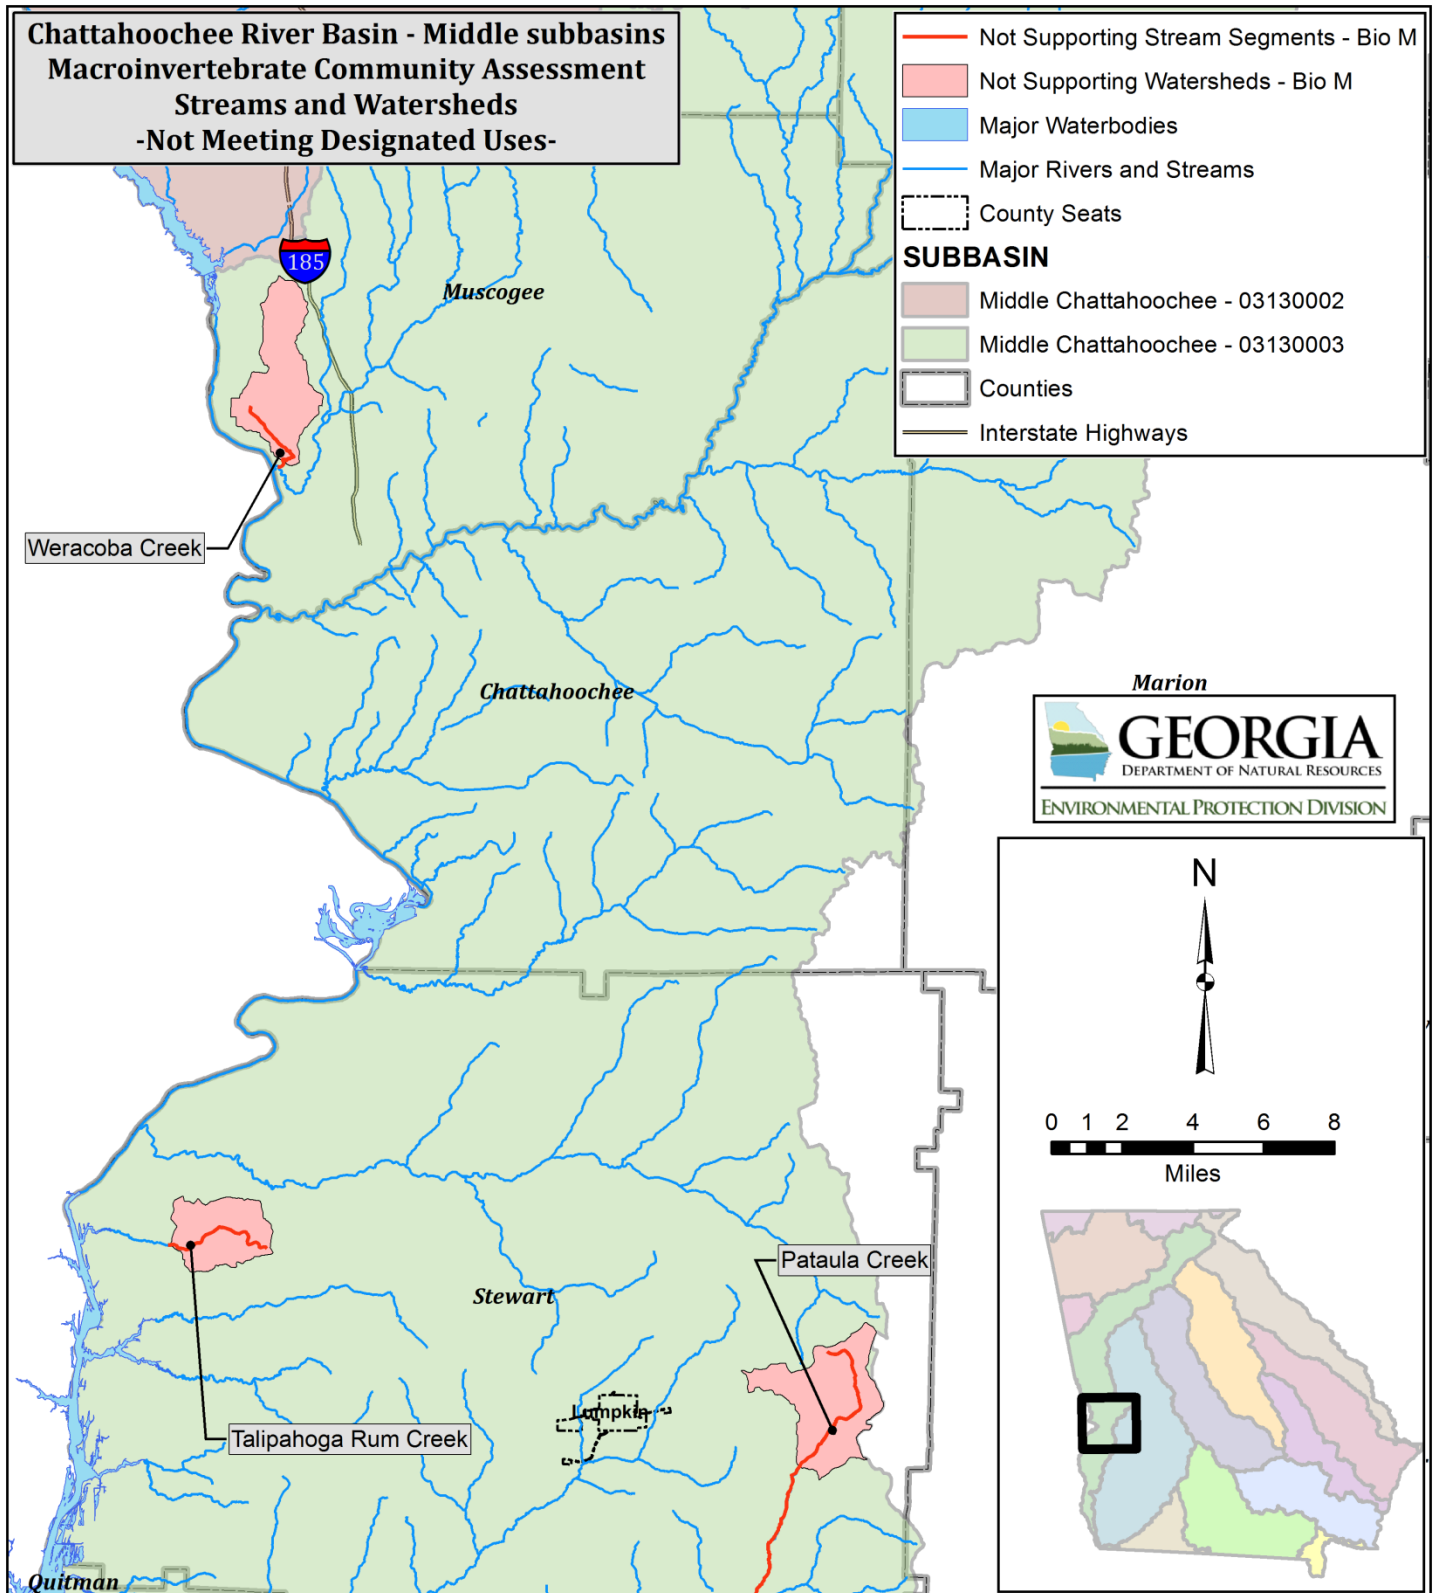 Chattahoochee River Basin - Middle subbasins
Macroinvertebrate Community Assessment
Streams and Watersheds
-Not Meeting Designated Uses-
Not Supporting Stream Segments - Bio M
Not Supporting Watersheds - Bio M
Major Waterbodies
Major Rivers and Streams
County Seats
SUBBASIN
Middle Chattahoochee - 03130002
Middle Chattahoochee - 03130003
Counties
Interstate Highways
185
Muscogee
Weracoba Creek
Chattahoochee
Marion
GEORGIA
DEPARTMENT OF NATURAL RESOURCES
ENVIRONMENTAL PROTECTION DIVISION
N
0 1 2 4 6 8
Miles
Pataula Creek
Stewart
Lumpkin
Talipahoga Rum Creek
Quitman